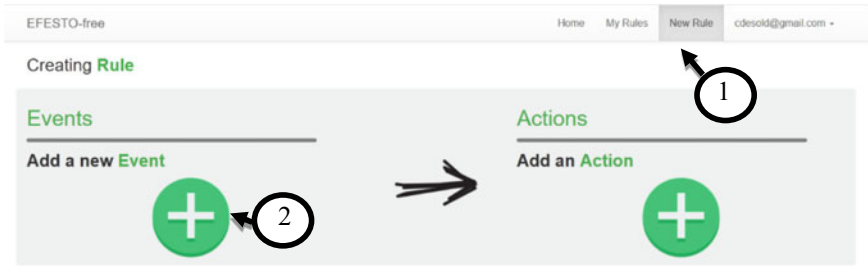 EFESTO-free Home My Rules New Rule cdesold@gmail.com
Creating Rule
1
Events Actions
Add a new Event Add an Action
2